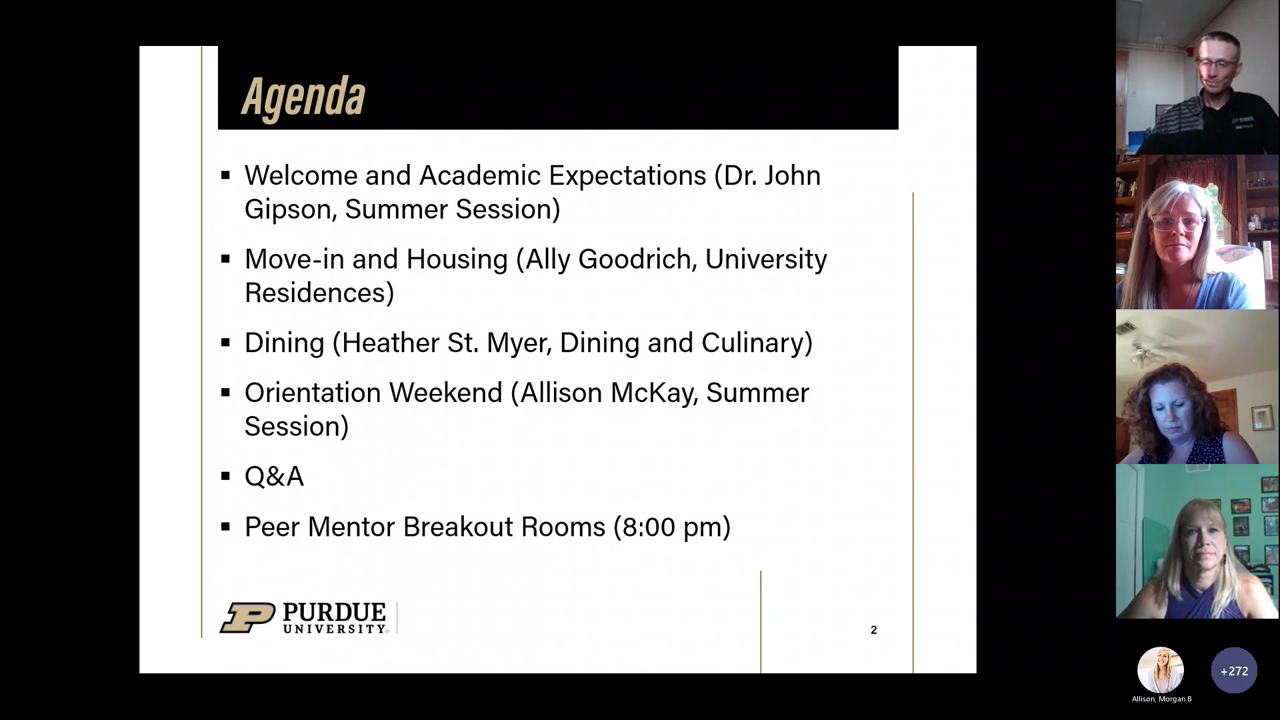 Agenda
▪ Welcome and Academic Expectations (Dr. John
Gipson, Summer Session)
▪ Move-in and Housing (Ally Goodrich, University
Residences)
▪ Dining (Heather St. Myer, Dining and Culinary)
▪ Orientation Weekend (Allison McKay, Summer
Session)
▪ Q&A
▪ Peer Mentor Breakout Rooms (8:00 pm)
P PURDUE
UNIVERSITY
2
+272
Allison, Morgan B